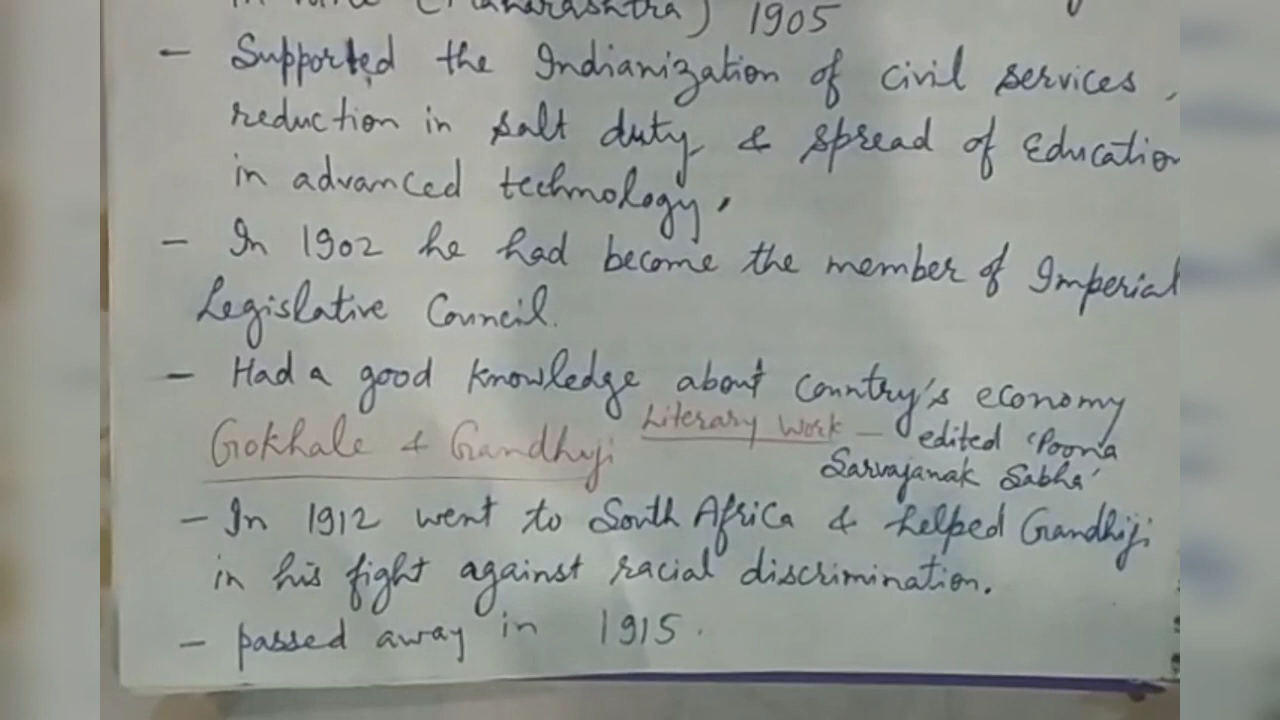 (Maharashtra) 1905
- Supported the Indianization of civil services,
reduction in salt duty & spread of Education
in advanced technology.
- In 1902 he had become the member of Imperial
Legislative Council.
- Had a good knowledge about country's economy
Literary Work - edited 'Poona
Sarvajanak Sabha'
Gokhale & Gandhiji
- In 1912 went to South Africa & helped Gandhiji
in his fight against racial discrimination.
- passed away in 1915.